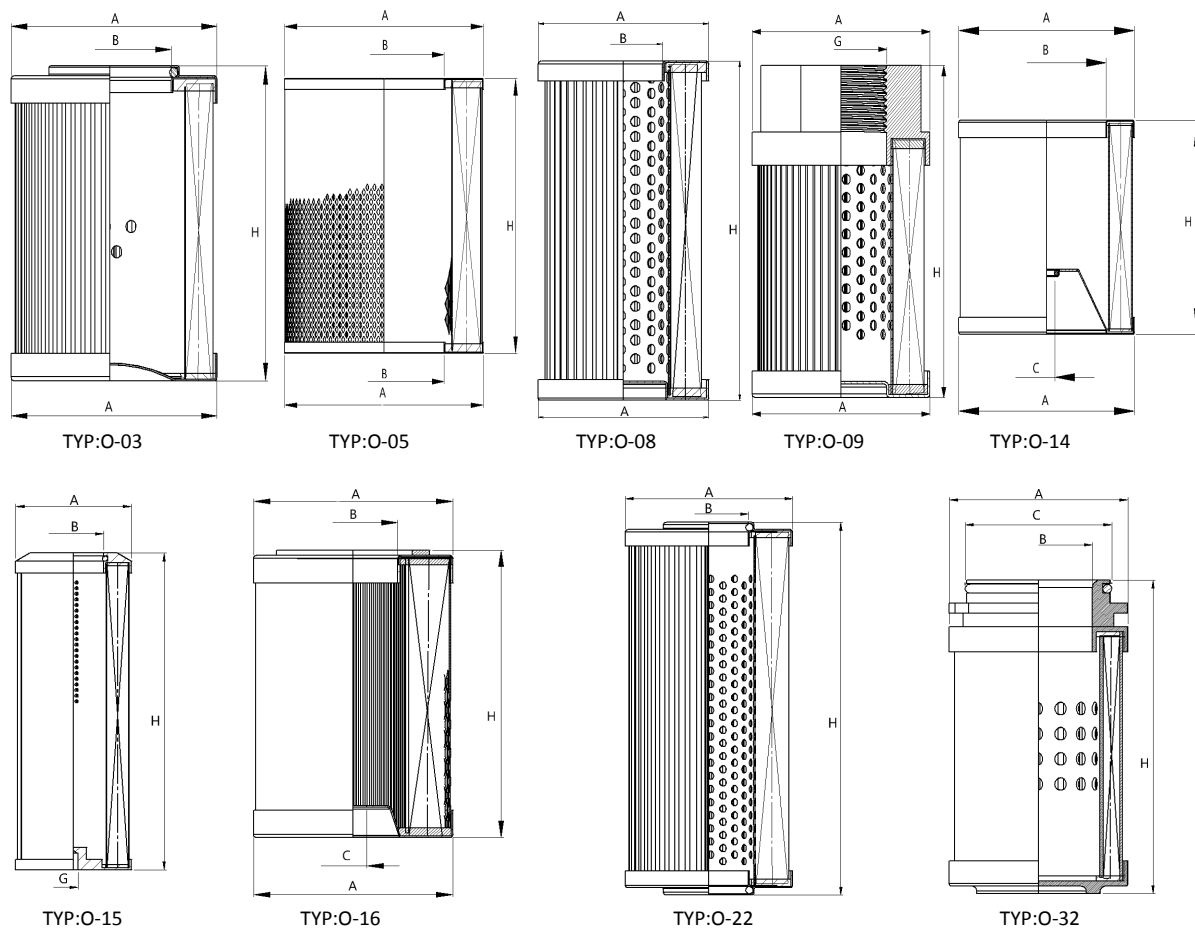 A A A A A
B B B G B
H H H H H
B C
A A A A A
TYP:O-03 TYP:O-05 TYP:O-08 TYP:O-09 TYP:O-14
A A A A
B B B C
B
H H H H
G C
A
TYP:O-15 TYP:O-16 TYP:O-22 TYP:O-32